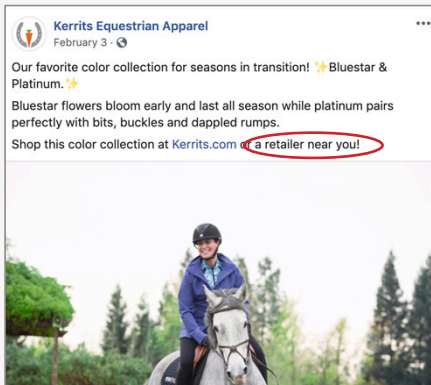 Kerrits Equestrian Apparel
February 3 ·
Our favorite color collection for seasons in transition! ✨Bluestar &
Platinum.✨
Bluestar flowers bloom early and last all season while platinum pairs
perfectly with bits, buckles and dappled rumps.
Shop this color collection at Kerrits.com or a retailer near you!